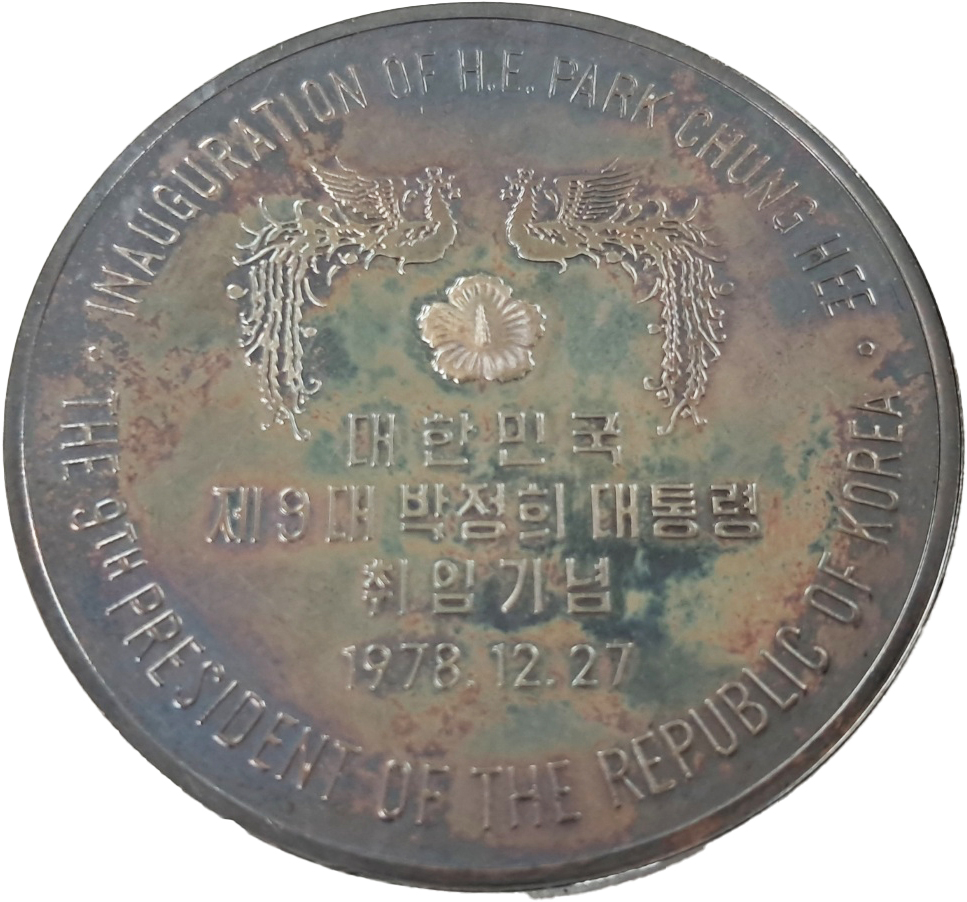 INAUGURATION OF H.E. PARK CHUNG HEE
대한민국
제9대 박정희 대통령
취임기념
1978.12.27
THE 9TH PRESIDENT OF THE REPUBLIC OF KOREA